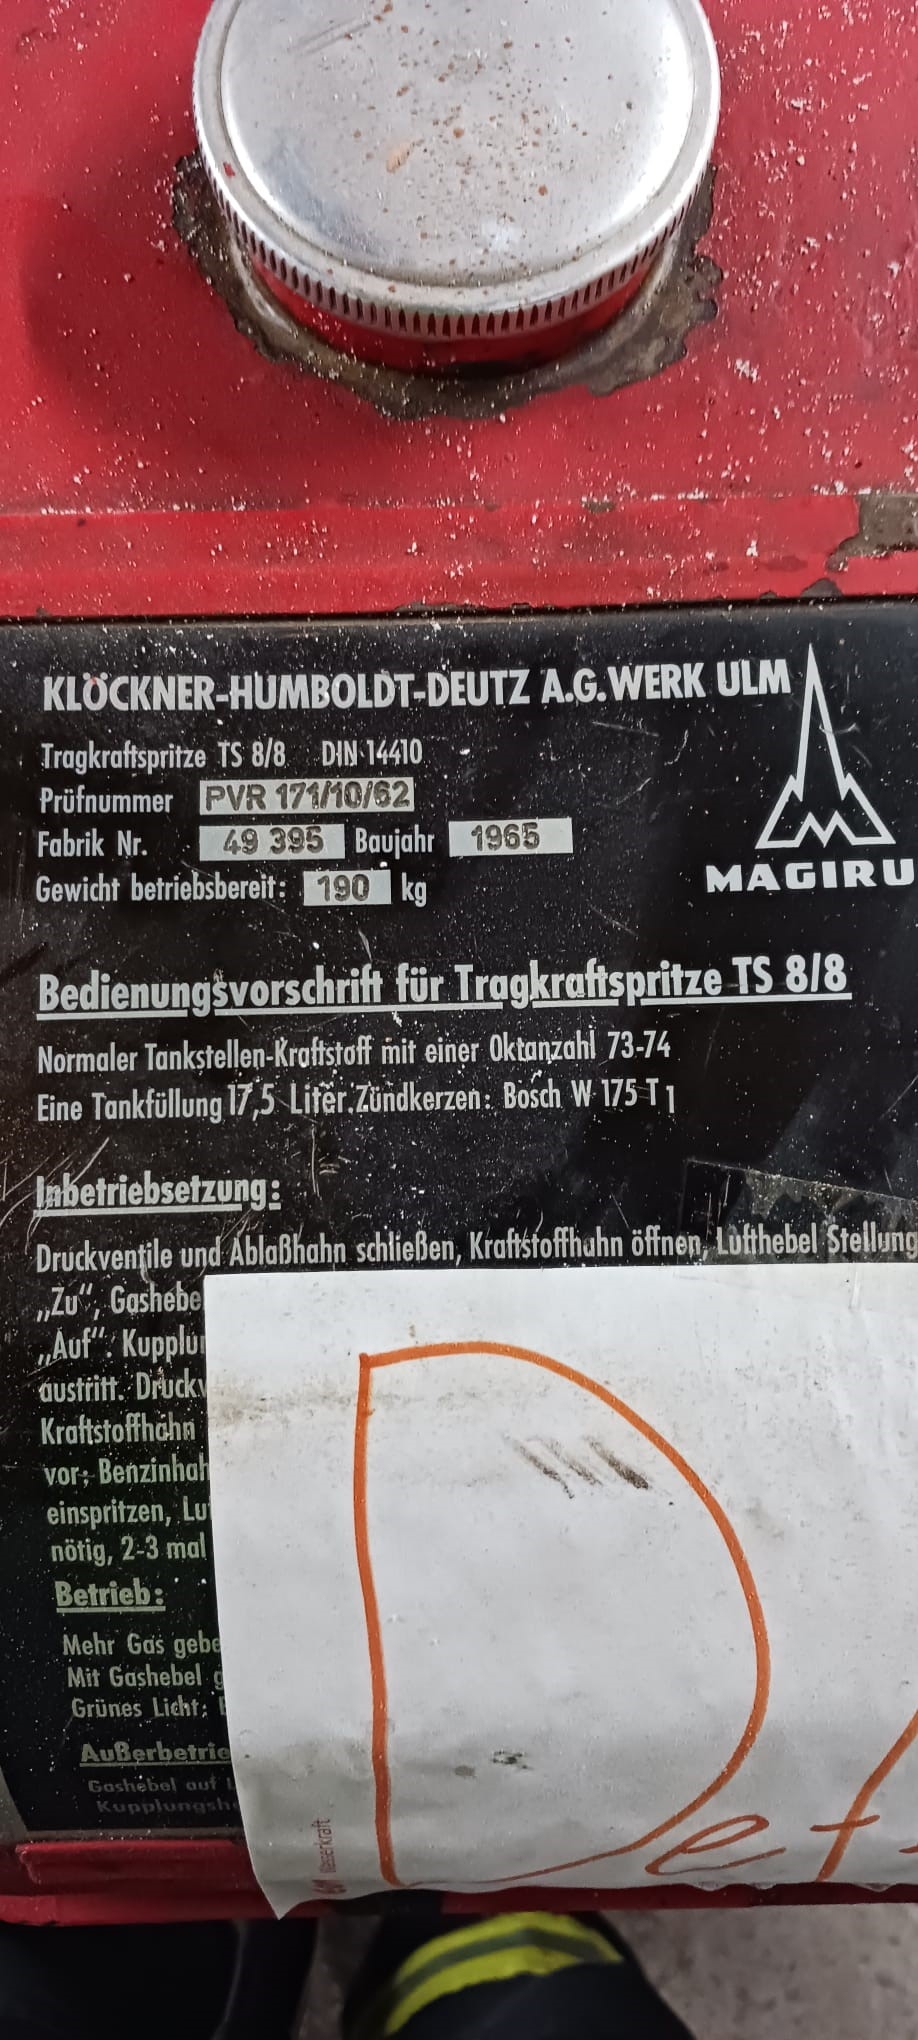 KLÖCKNER-HUMBOLDT-DEUTZ A.G. WERK ULM
Tragkraftspritze TS 8/8 DIN 14410
Prüfnummer PVR 171/10/62
Fabrik Nr. 49 395 Baujahr 1965
Gewicht betriebsbereit: 190 kg
MAGIRU
Bedienungsvorschrift für Tragkraftspritze TS 8/8
Normaler Tankstellen-Kraftstoff mit einer Oktanzahl 73-74
Eine Tankfüllung 17,5 Liter. Zündkerzen: Bosch W 175 T 1
Inbetriebsetzung:
Druckventile und Ablaßhahn schließen, Kraftstoffhahn öffnen, Lufthebel Stellung
„Zu“, Gashebe
„Auf“. Kupplu
austritt. Druckv
Kraftstoffhahn
vor; Benzinhah
einspritzen, Lu
nötig, 2-3 mal
Betrieb:
Mehr Gas gebe
Mit Gashebel g
Grünes Licht:
Außerbetrie
Gashebel auf L
Kupplungshe
Def